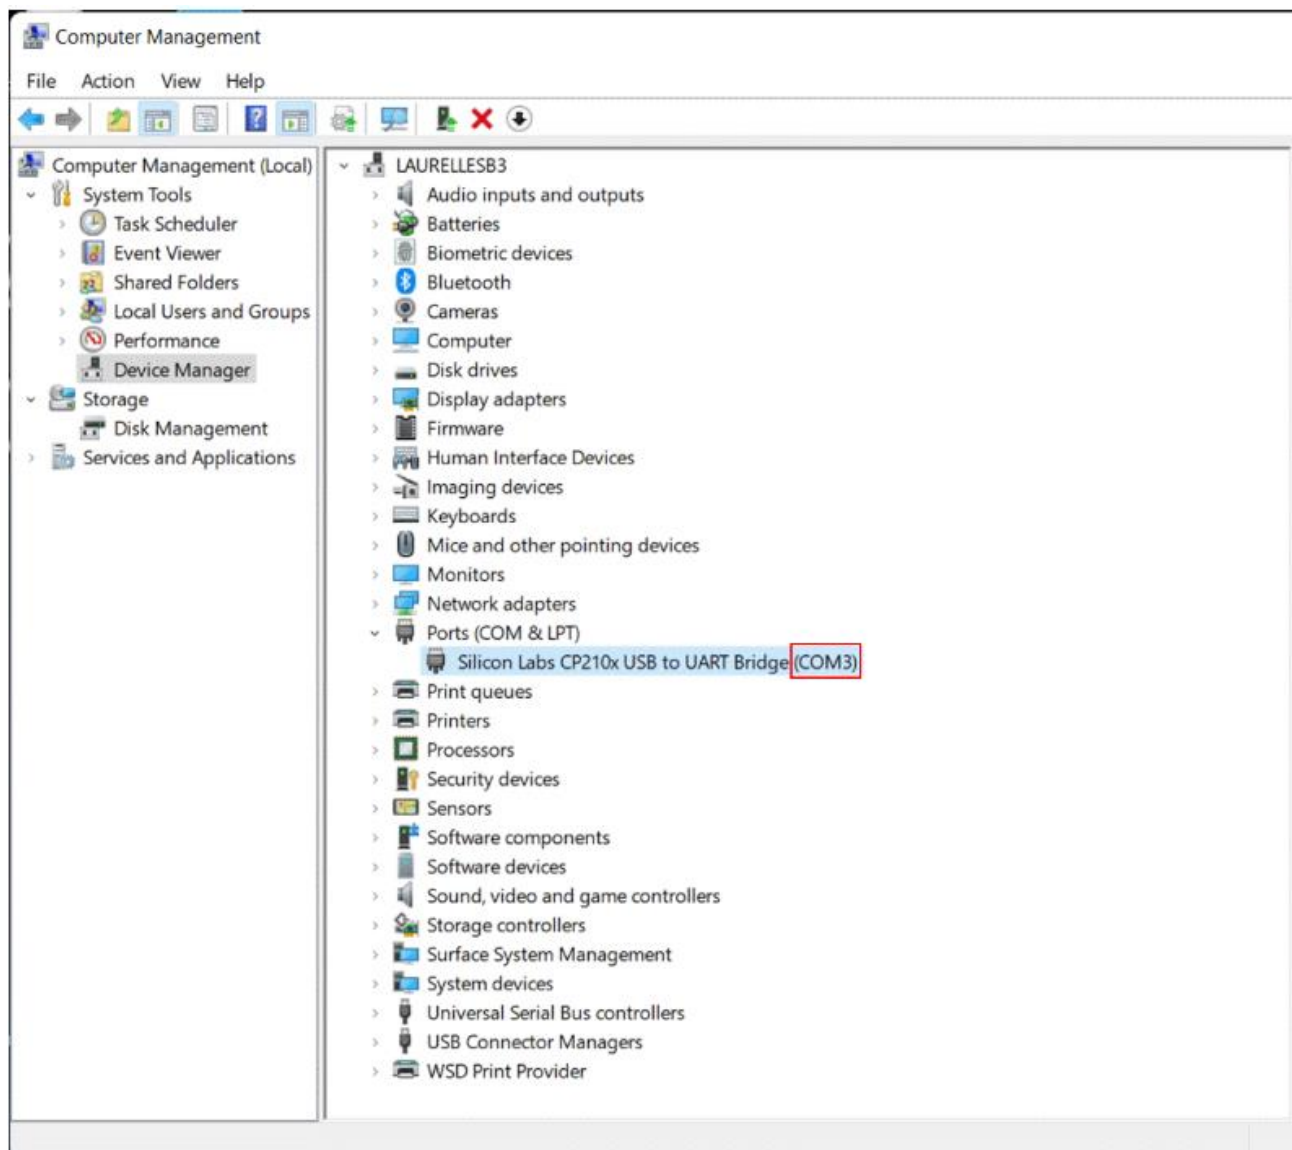 Computer Management
File Action View Help
Computer Management (Local)
System Tools
Task Scheduler
Event Viewer
Shared Folders
Local Users and Groups
Performance
Device Manager
Storage
Disk Management
Services and Applications
LAURELLESB3
Audio inputs and outputs
Batteries
Biometric devices
Bluetooth
Cameras
Computer
Disk drives
Display adapters
Firmware
Human Interface Devices
Imaging devices
Keyboards
Mice and other pointing devices
Monitors
Network adapters
Ports (COM & LPT)
Silicon Labs CP210x USB to UART Bridge (COM3)
Print queues
Printers
Processors
Security devices
Sensors
Software components
Software devices
Sound, video and game controllers
Storage controllers
Surface System Management
System devices
Universal Serial Bus controllers
USB Connector Managers
WSD Print Provider